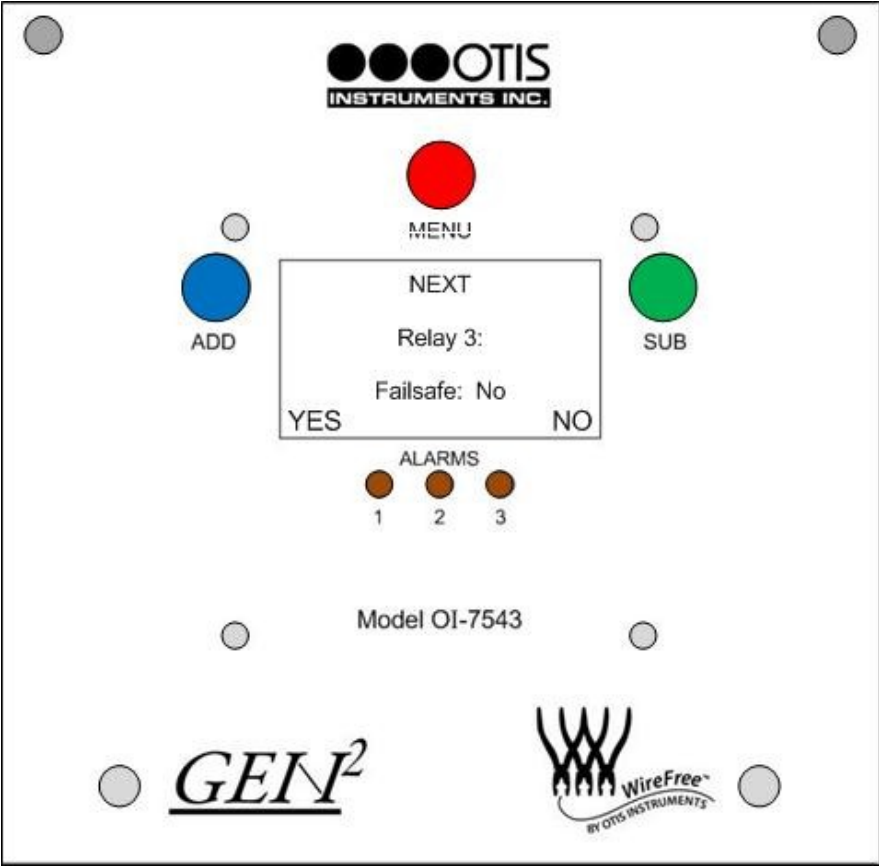 OTIS
INSTRUMENTS INC.
MENU
ADD
SUB
NEXT
Relay 3:
Failsafe: No
YES NO
ALARMS
1 2 3
Model OI-7543
GEN²
WireFree™
BY OTIS INSTRUMENTS